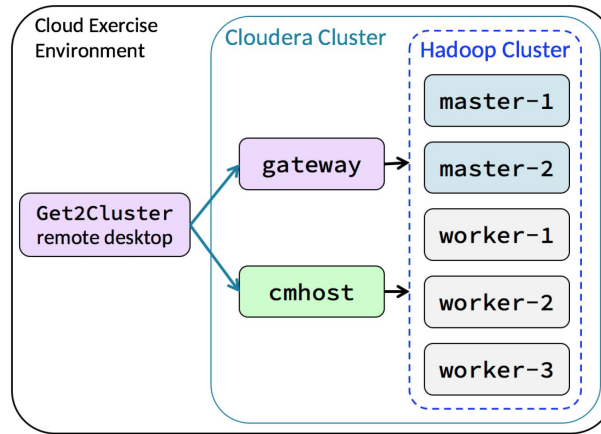 Cloud Exercise
Environment
Cloudera Cluster
Hadoop Cluster
master-1
gateway
master-2
Get2Cluster
remote desktop
worker-1
cmhost
worker-2
worker-3